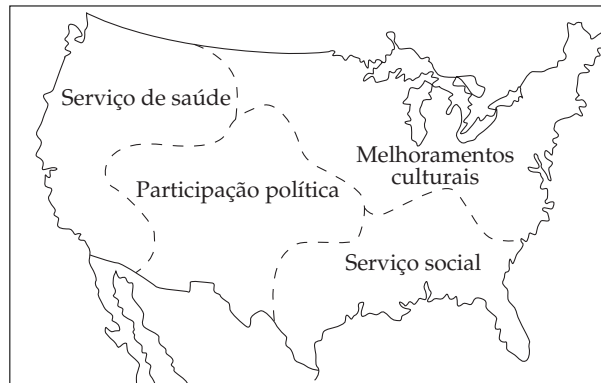 Serviço de saúde
Melhoramentos
culturais
Participação política
Serviço social